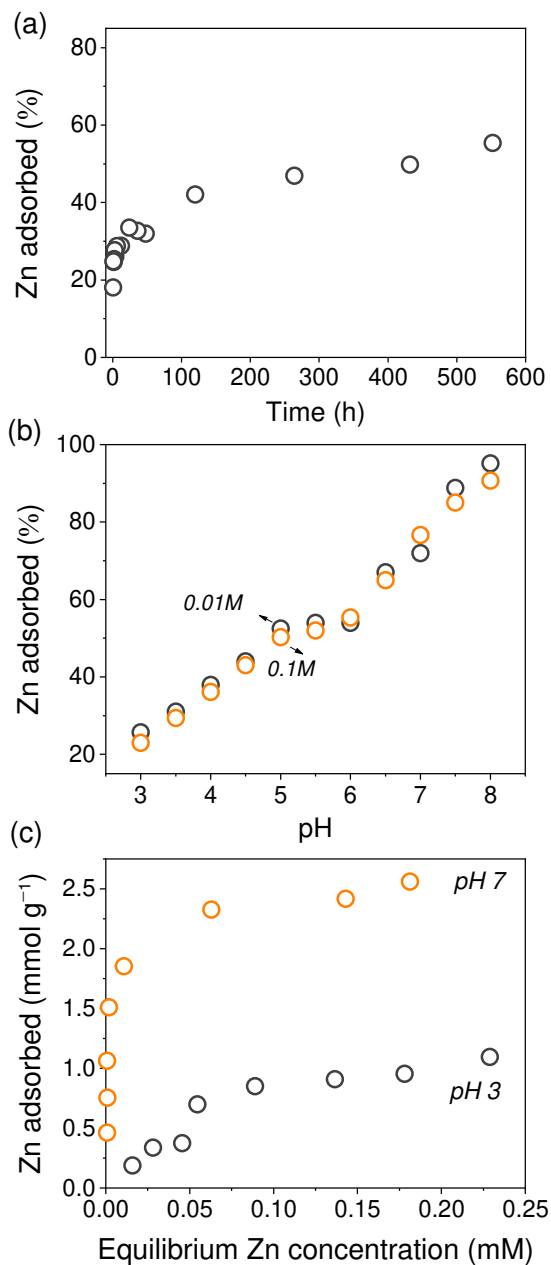 (a)
80
60
40
20
0
Zn adsorbed (%)
0 100 200 300 400 500 600
Time (h)
(b)
100
80
60
40
20
Zn adsorbed (%)
0.01M
0.1M
3 4 5 6 7 8
pH
(c)
2.5
2.0
1.5
1.0
0.5
0.0
Zn adsorbed (mmol g⁻¹)
pH 7
pH 3
0.00 0.05 0.10 0.15 0.20 0.25
Equilibrium Zn concentration (mM)